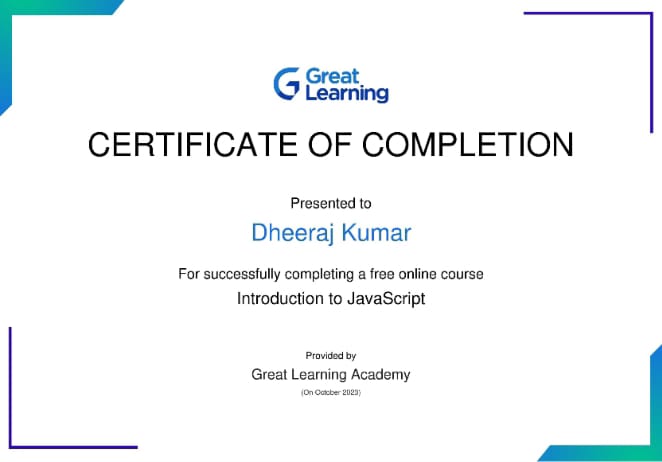 Great
Learning
CERTIFICATE OF COMPLETION
Presented to
Dheeraj Kumar
For successfully completing a free online course
Introduction to JavaScript
Provided by
Great Learning Academy
(On October 2023)